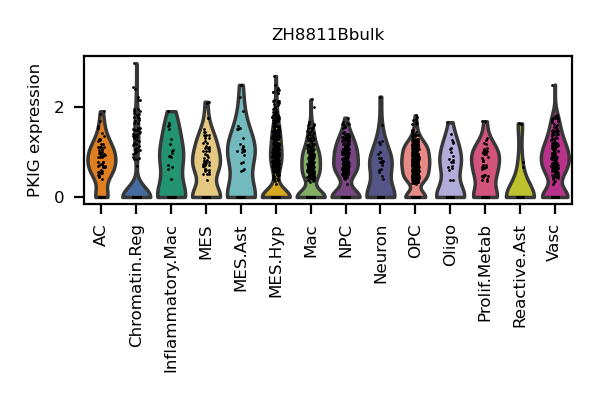 ZH8811Bbulk
PKIG expression
2
0
AC
Chromatin.Reg
Inflammatory.Mac
MES
MES.Ast
MES.Hyp
Mac
NPC
Neuron
OPC
Oligo
Prolif.Metab
Reactive.Ast
Vasc